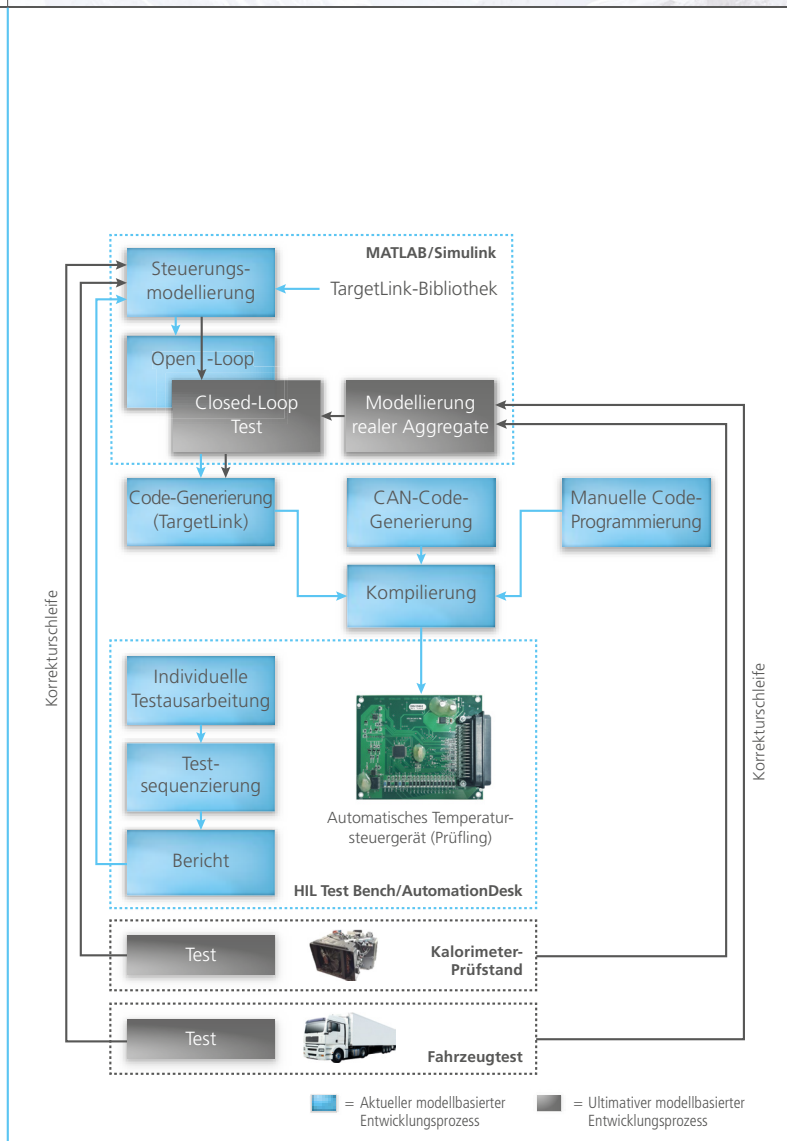 MATLAB/Simulink
Steuerungs-
modellierung
TargetLink-Bibliothek
Open -Loop
Closed-Loop
Test
Modellierung
realer Aggregate
Code-Generierung
(TargetLink)
CAN-Code-
Generierung
Manuelle Code-
Programmierung
Kompilierung
Korrekturschleife
Korrekturschleife
Individuelle
Testausarbeitung
Test-
sequenzierung
Bericht
Automatisches Temperatur-
steuergerät (Prüfling)
HIL Test Bench/AutomationDesk
Test
Kalorimeter-
Prüfstand
Test
Fahrzeugtest
= Aktueller modellbasierter
Entwicklungsprozess
= Ultimativer modellbasierter
Entwicklungsprozess